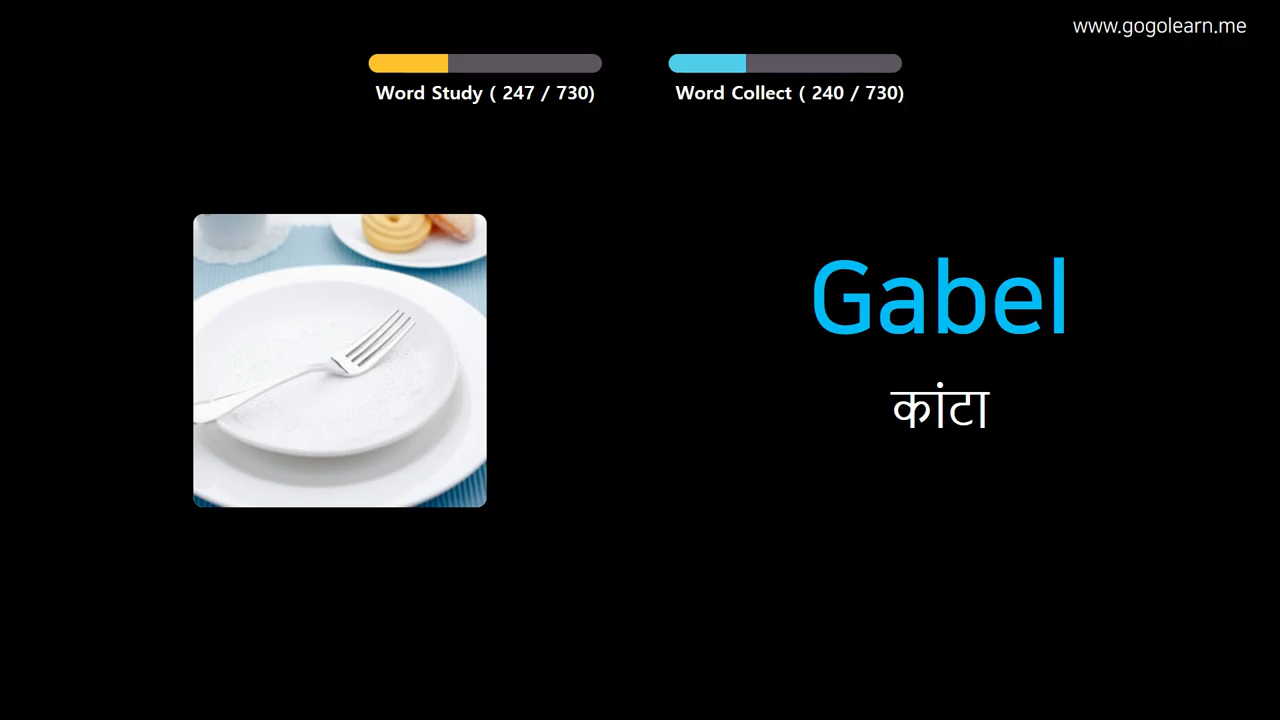 www.gogolearn.me
Word Study ( 247 / 730)
Word Collect ( 240 / 730)
Gabel
कांटा